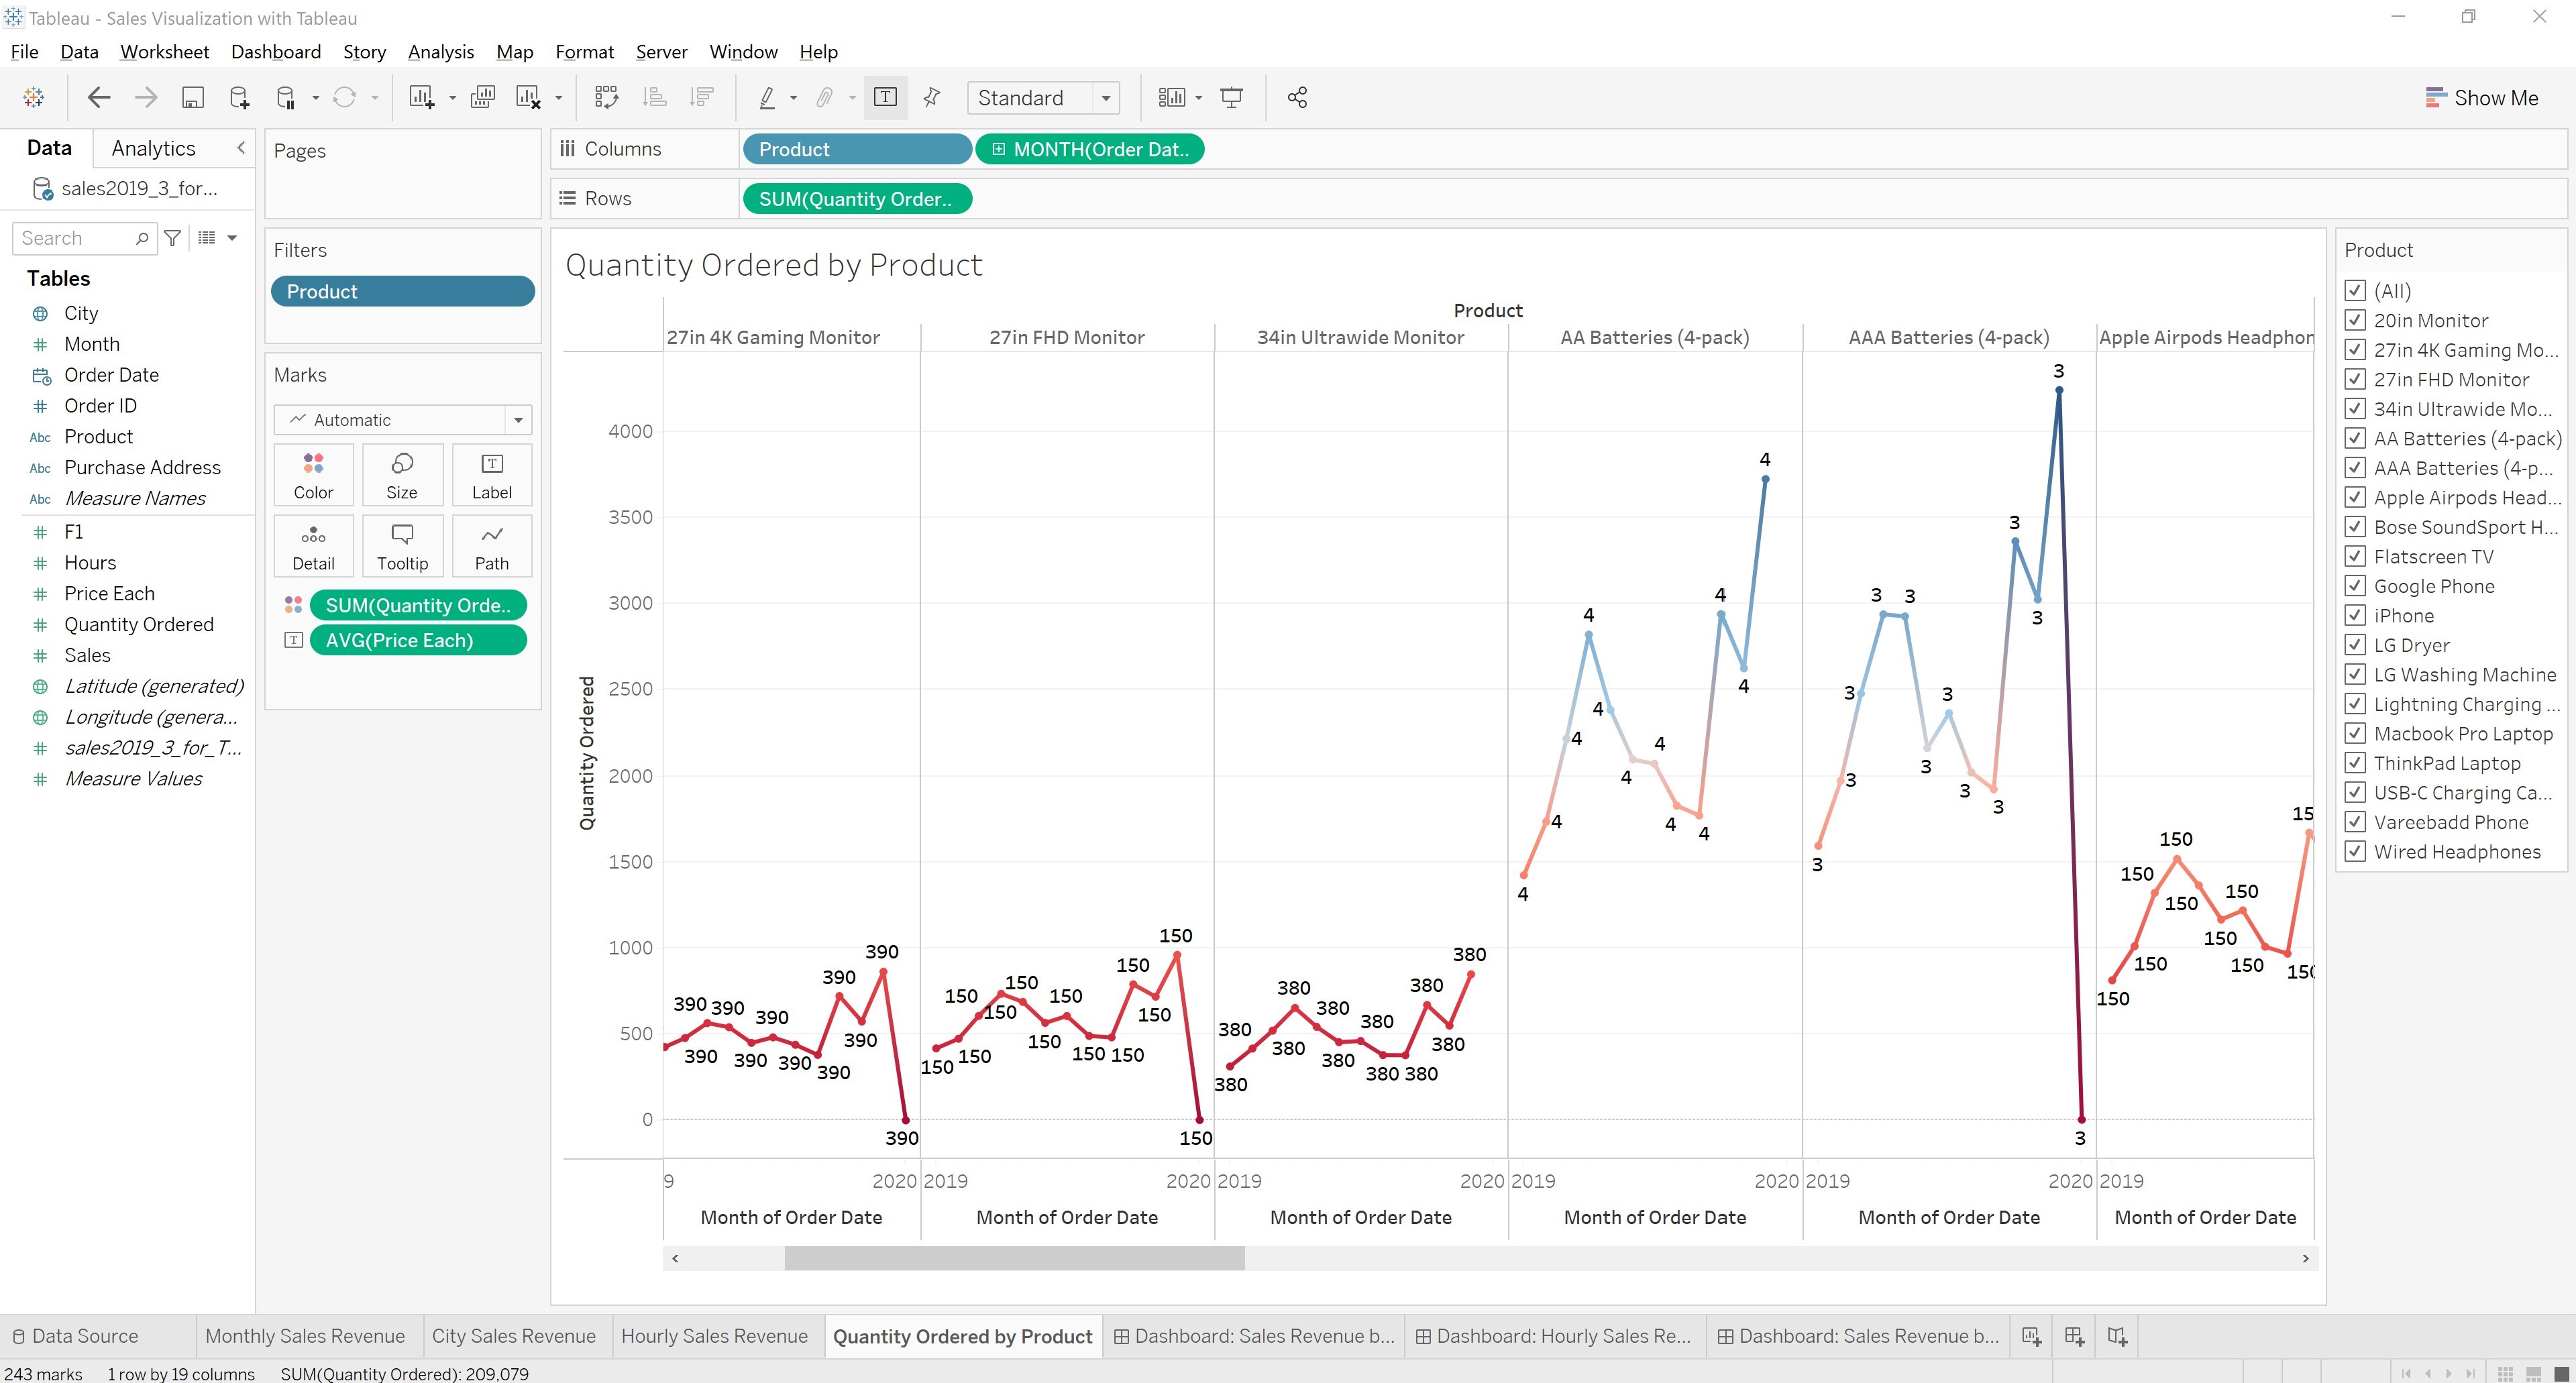 Tableau - Sales Visualization with Tableau
File Data Worksheet Dashboard Story Analysis Map Format Server Window Help
Standard
Show Me
Data Analytics
sales2019_3_for...
Search
Tables
City
Month
Order Date
Order ID
Abc Product
Abc Purchase Address
Abc Measure Names
F1
Hours
Price Each
Quantity Ordered
Sales
Latitude (generated)
Longitude (genera...
sales2019_3_for_T...
Measure Values
Pages
Filters
Product
Marks
Automatic
Color Size Label
Detail Tooltip Path
SUM(Quantity Orde..
AVG(Price Each)
Columns Product MONTH(Order Dat..
Rows SUM(Quantity Order..
Quantity Ordered by Product
Product
27in 4K Gaming Monitor 27in FHD Monitor 34in Ultrawide Monitor AA Batteries (4-pack) AAA Batteries (4-pack) Apple Airpods Headphon
Quantity Ordered
4000
3500
3000
2500
2000
1500
1000
500
0
390 390 390 390 390 390 390 390 390 390 390 390
150 150 150 150 150 150 150 150 150 150 150 150 150
380 380 380 380 380 380 380 380 380 380 380 380
4 4 4 4 4 4 4 4 4 4 4 4
3 3 3 3 3 3 3 3 3 3 3 3 3
150 150 150 150 150 150 150 150 15 150
9 2020 2019 2020 2019 2020 2019 2020 2019 2020 2019
Month of Order Date Month of Order Date Month of Order Date Month of Order Date Month of Order Date Month of Order Date
Product
(All)
20in Monitor
27in 4K Gaming Mo...
27in FHD Monitor
34in Ultrawide Mo...
AA Batteries (4-pack)
AAA Batteries (4-p...
Apple Airpods Head...
Bose SoundSport H...
Flatscreen TV
Google Phone
iPhone
LG Dryer
LG Washing Machine
Lightning Charging ...
Macbook Pro Laptop
ThinkPad Laptop
USB-C Charging Ca...
Vareebadd Phone
Wired Headphones
Data Source Monthly Sales Revenue City Sales Revenue Hourly Sales Revenue Quantity Ordered by Product Dashboard: Sales Revenue b... Dashboard: Hourly Sales Re... Dashboard: Sales Revenue b...
243 marks 1 row by 19 columns SUM(Quantity Ordered): 209,079